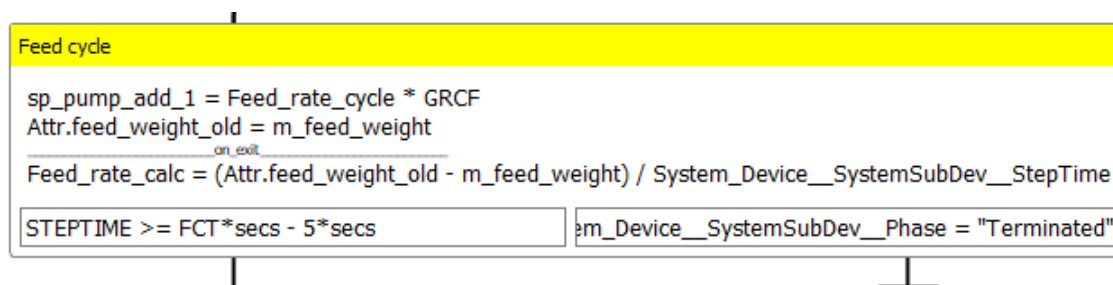 Feed cycle
sp_pump_add_1 = Feed_rate_cycle * GRCF
Attr.feed_weight_old = m_feed_weight
on_exit
Feed_rate_calc = (Attr.feed_weight_old - m_feed_weight) / System_Device__SystemSubDev__StepTime
STEPTIME >= FCT*secs - 5*secs
em_Device__SystemSubDev__Phase = "Terminated"